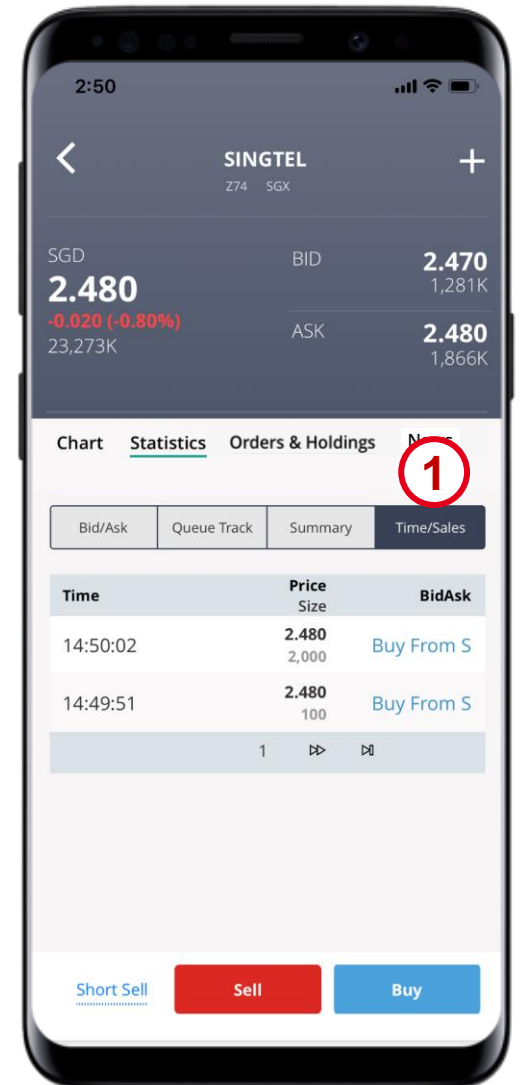 2:50
SINGTEL
Z74 SGX
SGD
2.480
-0.020 (-0.80%)
23,273K
BID 2.470
1,281K
ASK 2.480
1,866K
Chart Statistics Orders & Holdings
1
Bid/Ask Queue Track Summary Time/Sales
Time Price BidAsk
Size
14:50:02 2.480 Buy From S
2,000
14:49:51 2.480 Buy From S
100
1
Short Sell Sell Buy